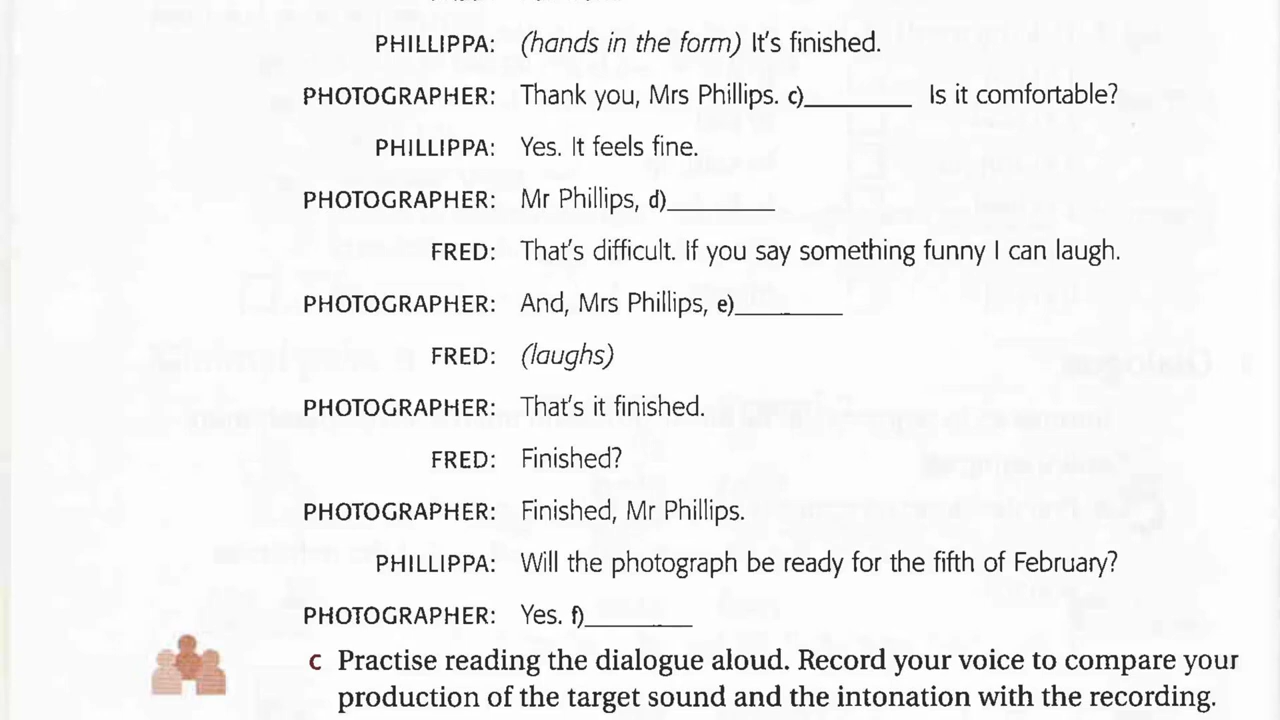 PHILLIPPA: (hands in the form) It's finished.
PHOTOGRAPHER: Thank you, Mrs Phillips. c)________ Is it comfortable?
PHILLIPPA: Yes. It feels fine.
PHOTOGRAPHER: Mr Phillips, d)________
FRED: That's difficult. If you say something funny I can laugh.
PHOTOGRAPHER: And, Mrs Phillips, e)________
FRED: (laughs)
PHOTOGRAPHER: That's it finished.
FRED: Finished?
PHOTOGRAPHER: Finished, Mr Phillips.
PHILLIPPA: Will the photograph be ready for the fifth of February?
PHOTOGRAPHER: Yes. f)________
c Practise reading the dialogue aloud. Record your voice to compare your
production of the target sound and the intonation with the recording.